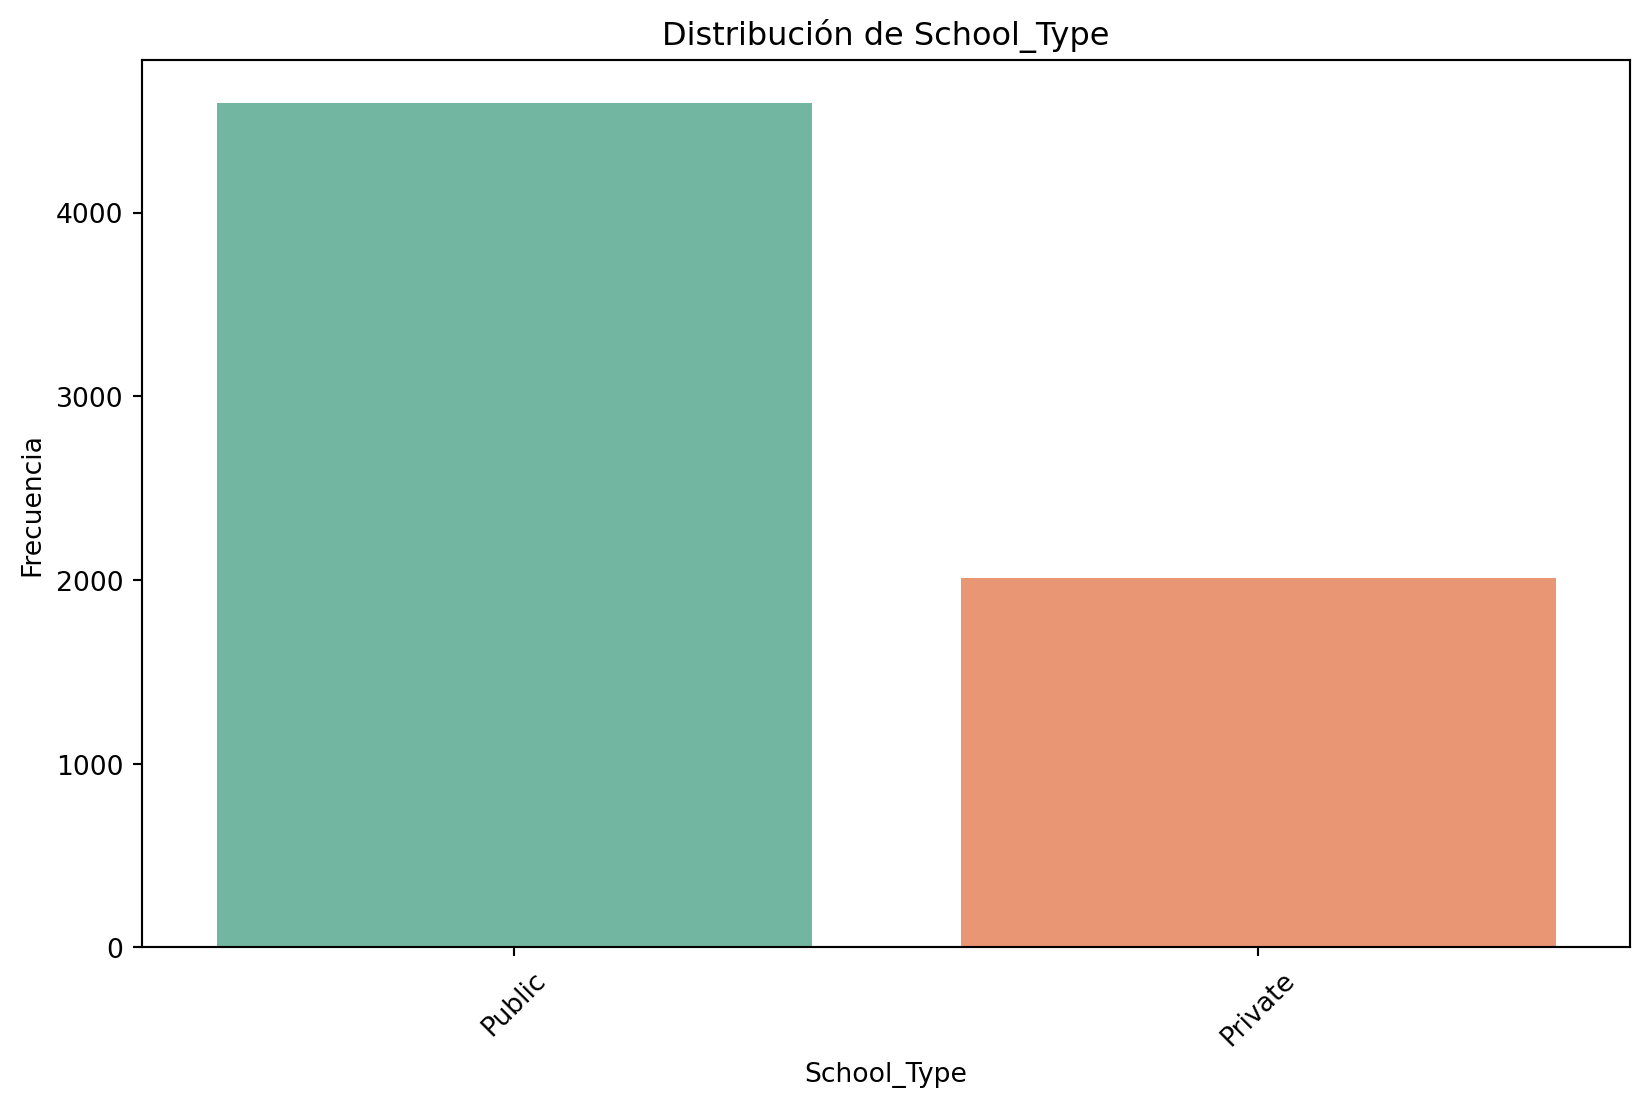 Distribución de School_Type
Frecuencia
4000
3000
2000
1000
0
Public
Private
School_Type